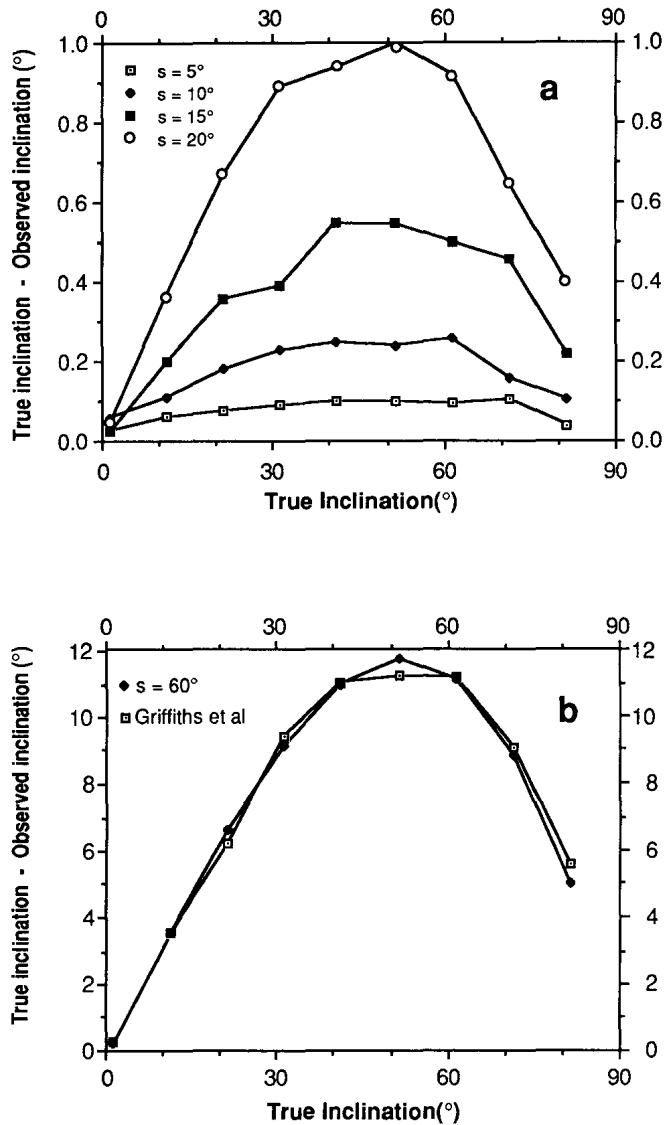 0 30 60 90
1.0 1.0
s = 5°
s = 10°
a
s = 15°
0.8 0.8
s = 20°
0.6 0.6
0.4 0.4
0.2 0.2
0.0 0.0
True inclination - Observed inclination (°)
0 30 60 90
True Inclination(°)
0 30 60 90
12 12
s = 60°
b
Griffiths et al
10 10
8 8
6 6
4 4
2 2
0 0
True inclination - Observed inclination (°)
0 30 60 90
True Inclination(°)